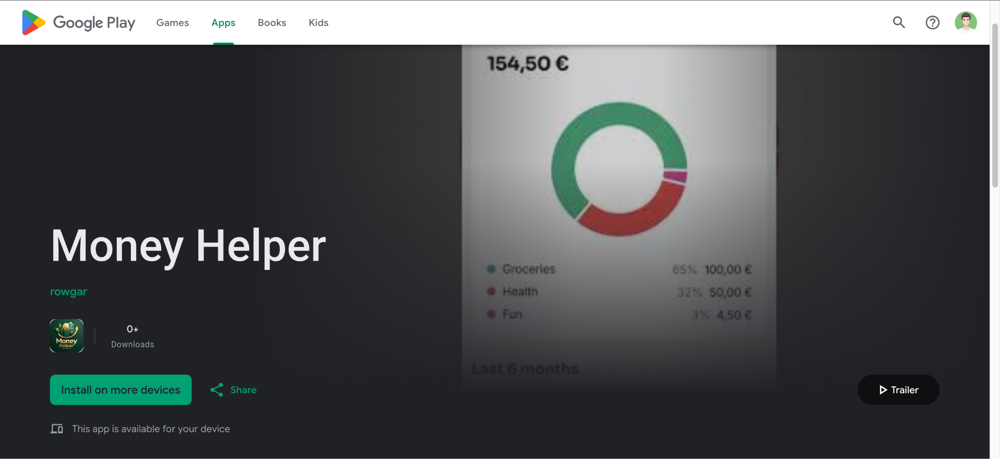 Google Play Games Apps Books Kids
154,50 €
Groceries 65% 100,00 €
Health 32% 50,00 €
Fun 3% 4,50 €
Last 6 months
Money Helper
rowgar
Money
Helper
0+
Downloads
Install on more devices
Share
Trailer
This app is available for your device